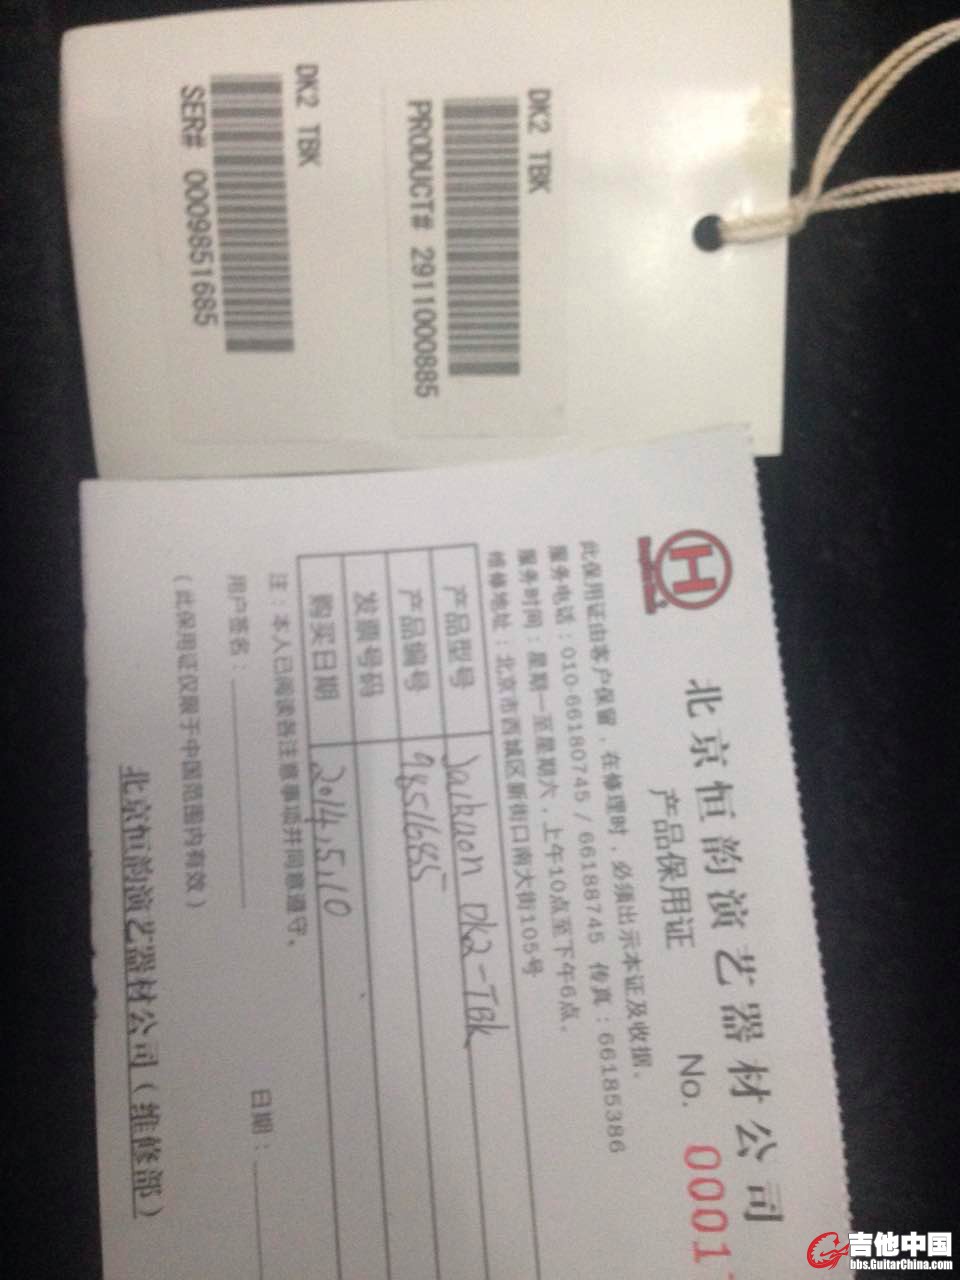 DK2 TBK
PRODUCT# 2911000885
DK2 TBK
SER# 0009851685
H
北京恒韵演艺器材公司
产品保用证
No. 0001
此保用证由客户保留，在修理时，必须出示本证及收据。
服务电话：010-66180745 / 66188745 传真：66185386
服务时间：星期一至星期六，上午10点至下午6点。
维修地址：北京市西城区新街口南大街105号
产品型号 Jackson DK2-TBK
产品编号 9851685
发票号码
购买日期 2014.5.10
注：本人已阅读各注意事项并同意遵守。
用户签名： 日期：
（此保用证仅限于中国范围内有效）
北京恒韵演艺器材公司（维修部）
吉他中国
bbs.GuitarChina.com